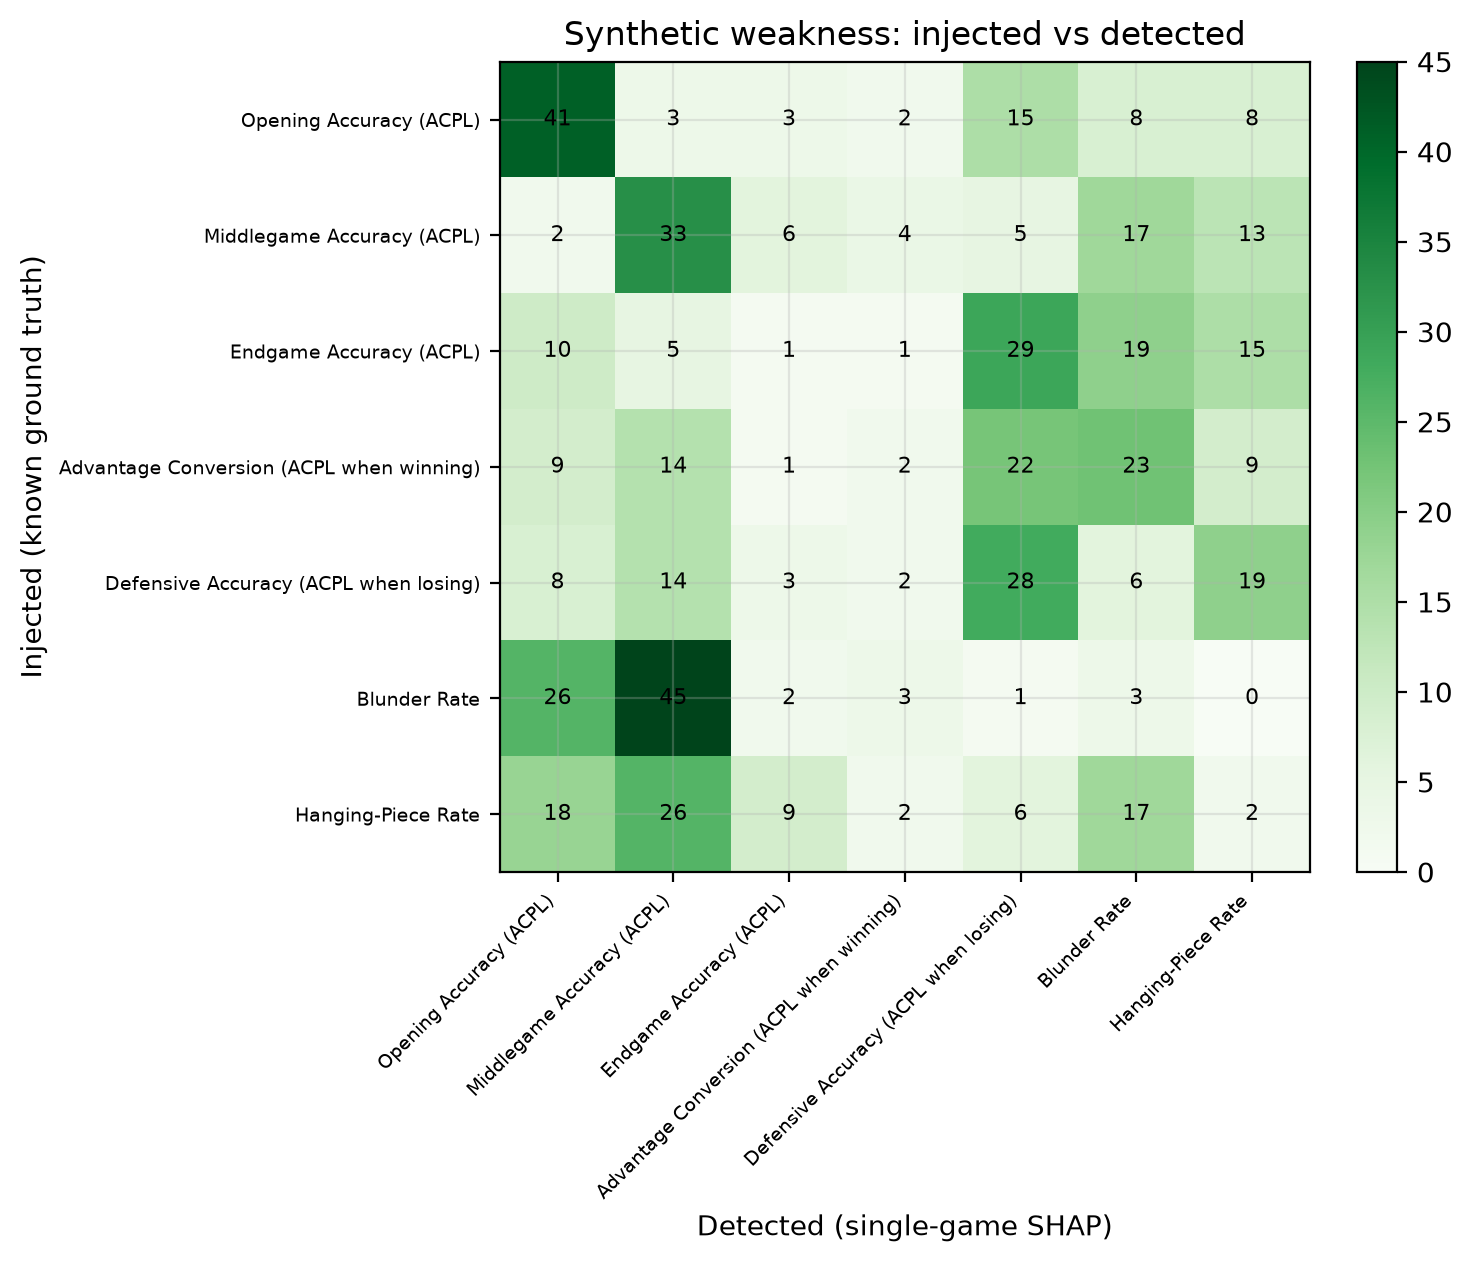 Synthetic weakness: injected vs detected
Injected (known ground truth)
Opening Accuracy (ACPL) 41 3 3 2 15 8 8
Middlegame Accuracy (ACPL) 2 33 6 4 5 17 13
Endgame Accuracy (ACPL) 10 5 1 1 29 19 15
Advantage Conversion (ACPL when winning) 9 14 1 2 22 23 9
Defensive Accuracy (ACPL when losing) 8 14 3 2 28 6 19
Blunder Rate 26 45 2 3 1 3 0
Hanging-Piece Rate 18 26 9 2 6 17 2
Opening Accuracy (ACPL)
Middlegame Accuracy (ACPL)
Endgame Accuracy (ACPL)
Advantage Conversion (ACPL when winning)
Defensive Accuracy (ACPL when losing)
Blunder Rate
Hanging-Piece Rate
Detected (single-game SHAP)
45
40
35
30
25
20
15
10
5
0